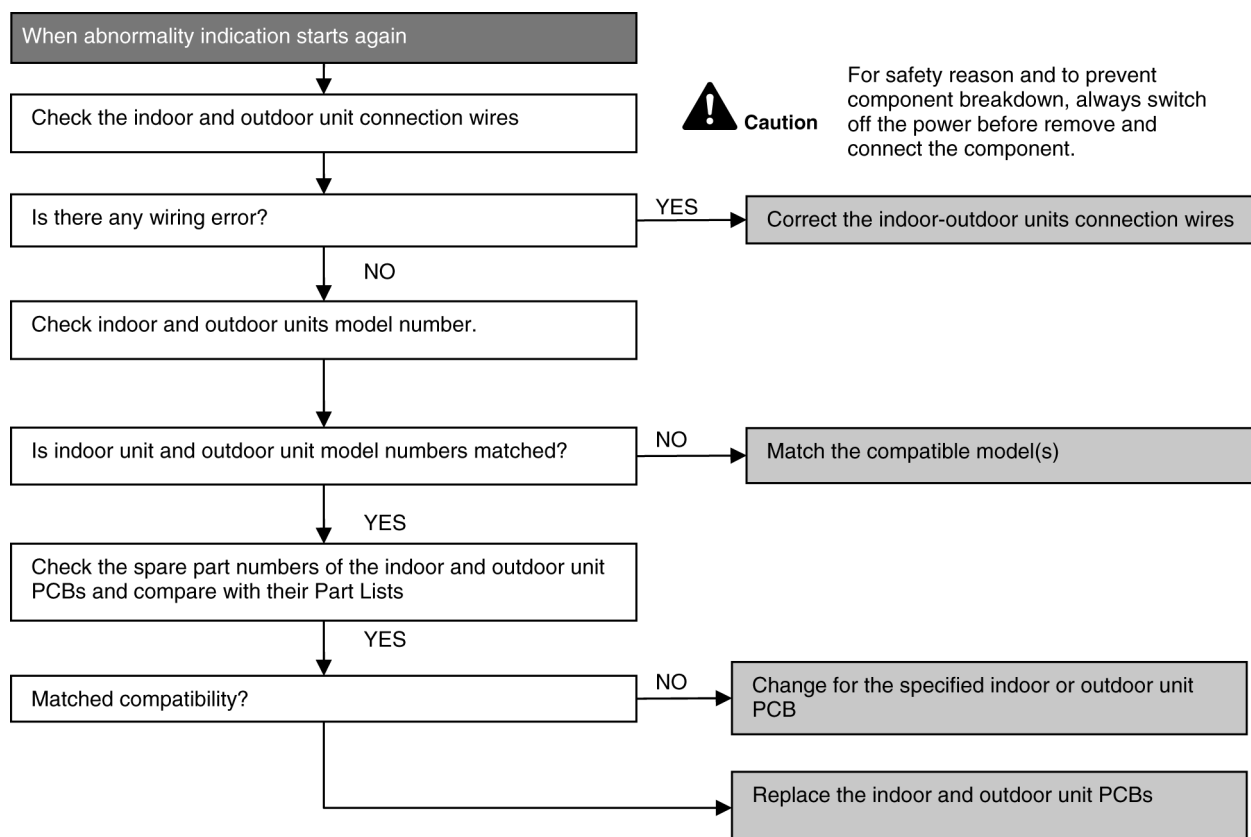 When abnormality indication starts again
Check the indoor and outdoor unit connection wires
Caution
For safety reason and to prevent
component breakdown, always switch
off the power before remove and
connect the component.
Is there any wiring error?
YES
Correct the indoor-outdoor units connection wires
NO
Check indoor and outdoor units model number.
Is indoor unit and outdoor unit model numbers matched?
NO
Match the compatible model(s)
YES
Check the spare part numbers of the indoor and outdoor unit
PCBs and compare with their Part Lists
YES
Matched compatibility?
NO
Change for the specified indoor or outdoor unit
PCB
Replace the indoor and outdoor unit PCBs